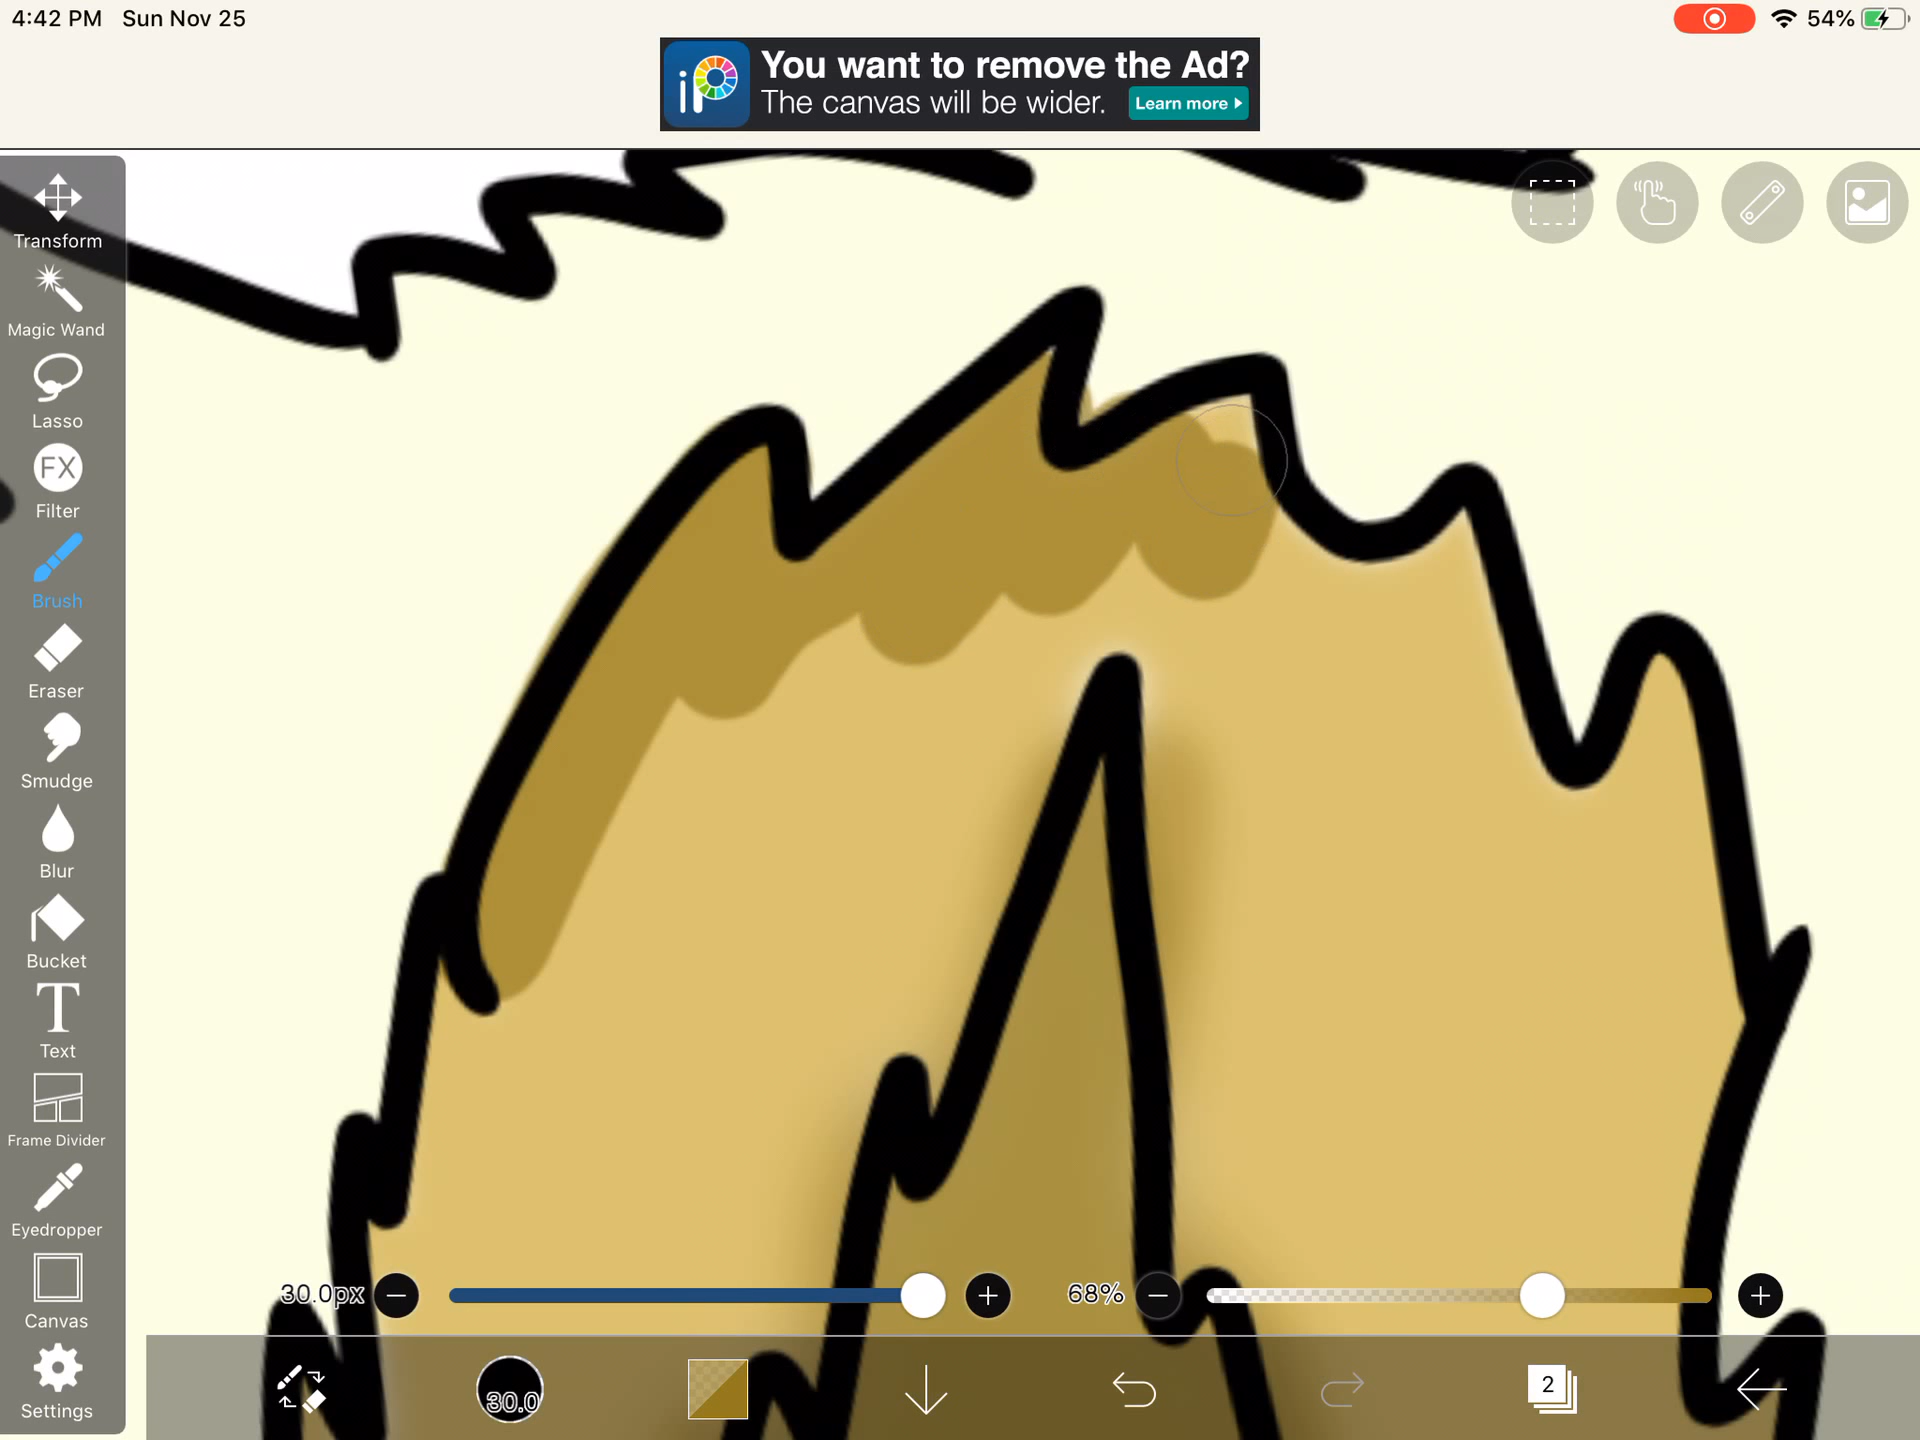 4:42 PM Sun Nov 25
54%
iP
You want to remove the Ad?
The canvas will be wider.
Learn more
Transform
Magic Wand
Lasso
FX
Filter
Brush
Eraser
Smudge
Blur
Bucket
T
Text
Frame Divider
Eyedropper
Canvas
Settings
30.0px
68%
30.0
2